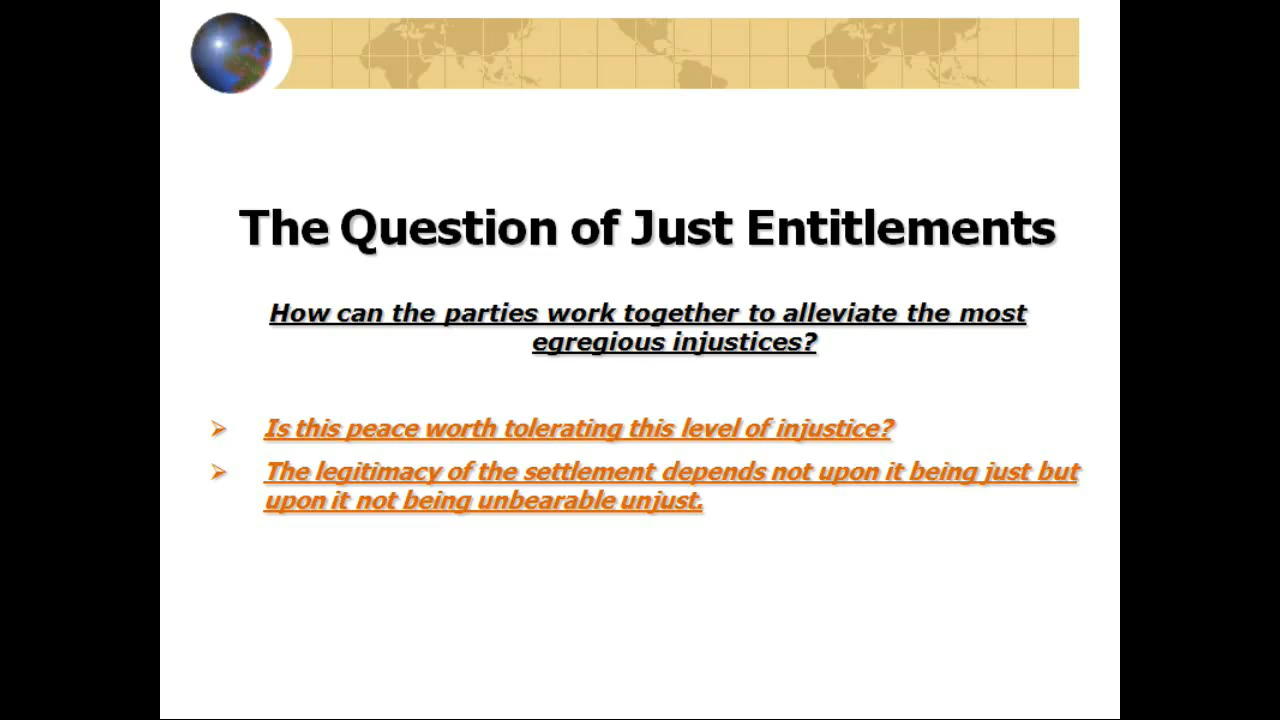 The Question of Just Entitlements
How can the parties work together to alleviate the most
egregious injustices?
Is this peace worth tolerating this level of injustice?
The legitimacy of the settlement depends not upon it being just but
upon it not being unbearable unjust.